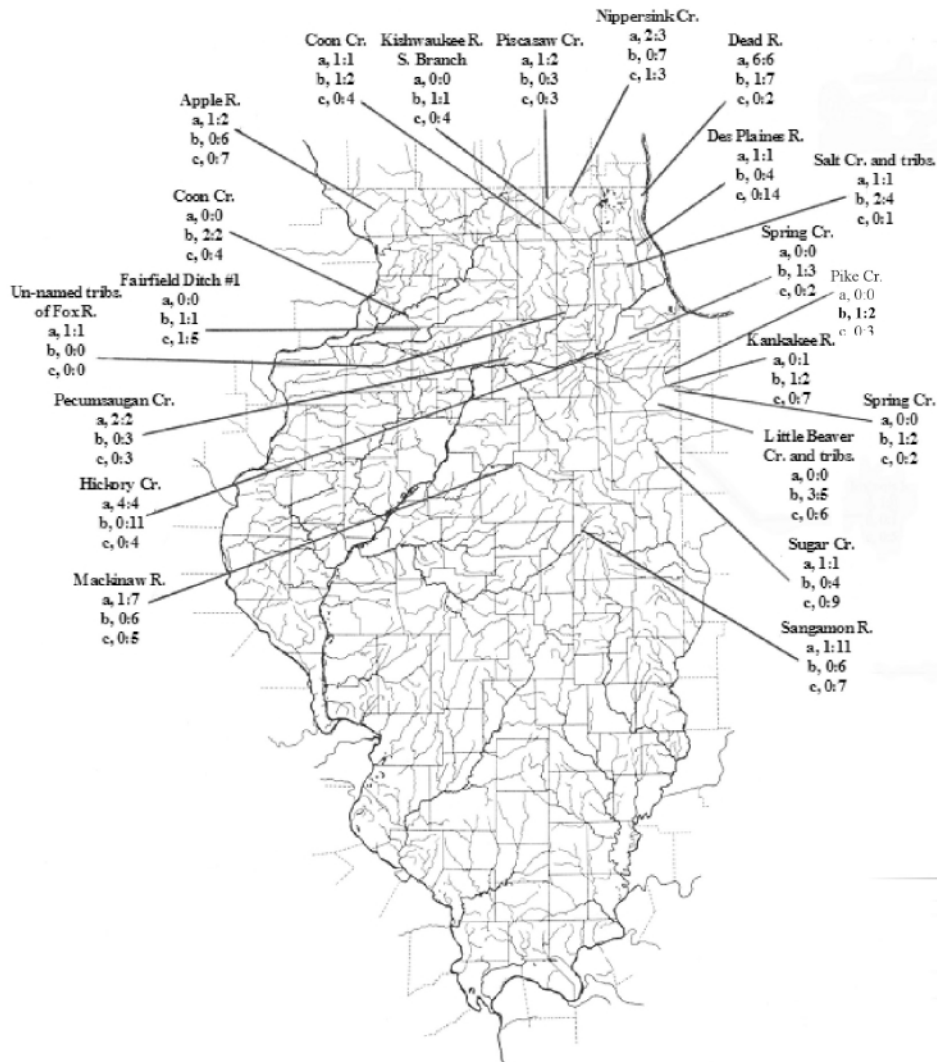 Nippersink Cr.
a, 2:3
b, 0:7
c, 1:3
Coon Cr.
a, 1:1
b, 1:2
c, 0:4
Kishwaukee R.
S. Branch
a, 0:0
b, 1:1
c, 0:4
Piscasaw Cr.
a, 1:2
b, 0:3
c, 0:3
Dead R.
a, 6:6
b, 1:7
c, 0:2
Apple R.
a, 1:2
b, 0:6
c, 0:7
Des Plaines R.
a, 1:1
b, 0:4
c, 0:14
Salt Cr. and tribs.
a, 1:1
b, 2:4
c, 0:1
Coon Cr.
a, 0:0
b, 2:2
c, 0:4
Spring Cr.
a, 0:0
b, 1:3
c, 0:2
Un-named tribs.
of Fox R.
a, 1:1
b, 0:0
c, 0:0
Fairfield Ditch #1
a, 0:0
b, 1:1
c, 1:5
Pike Cr.
a, 0:0
b, 1:2
c, 0:3
Kankakee R.
a, 0:1
b, 1:2
c, 0:7
Pecumsaugan Cr.
a, 2:2
b, 0:3
c, 0:3
Spring Cr.
a, 0:0
b, 1:2
c, 0:2
Little Beaver
Cr. and tribs.
a, 0:0
b, 3:5
c, 0:6
Hickory Cr.
a, 4:4
b, 0:11
c, 0:4
Sugar Cr.
a, 1:1
b, 0:4
c, 0:9
Mackinaw R.
a, 1:7
b, 0:6
c, 0:5
Sangamon R.
a, 1:11
b, 0:6
c, 0:7